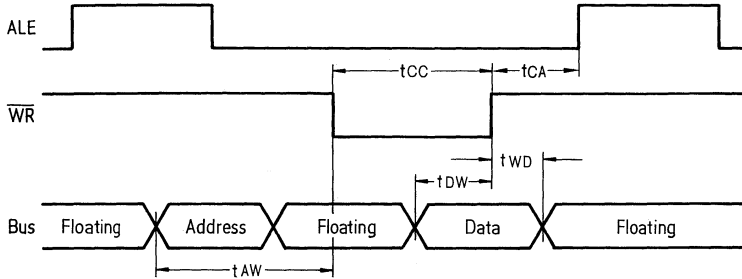 ALE
tCC
tCA
WR
tWD
tDW
Bus Floating Address Floating Data Floating
tAW